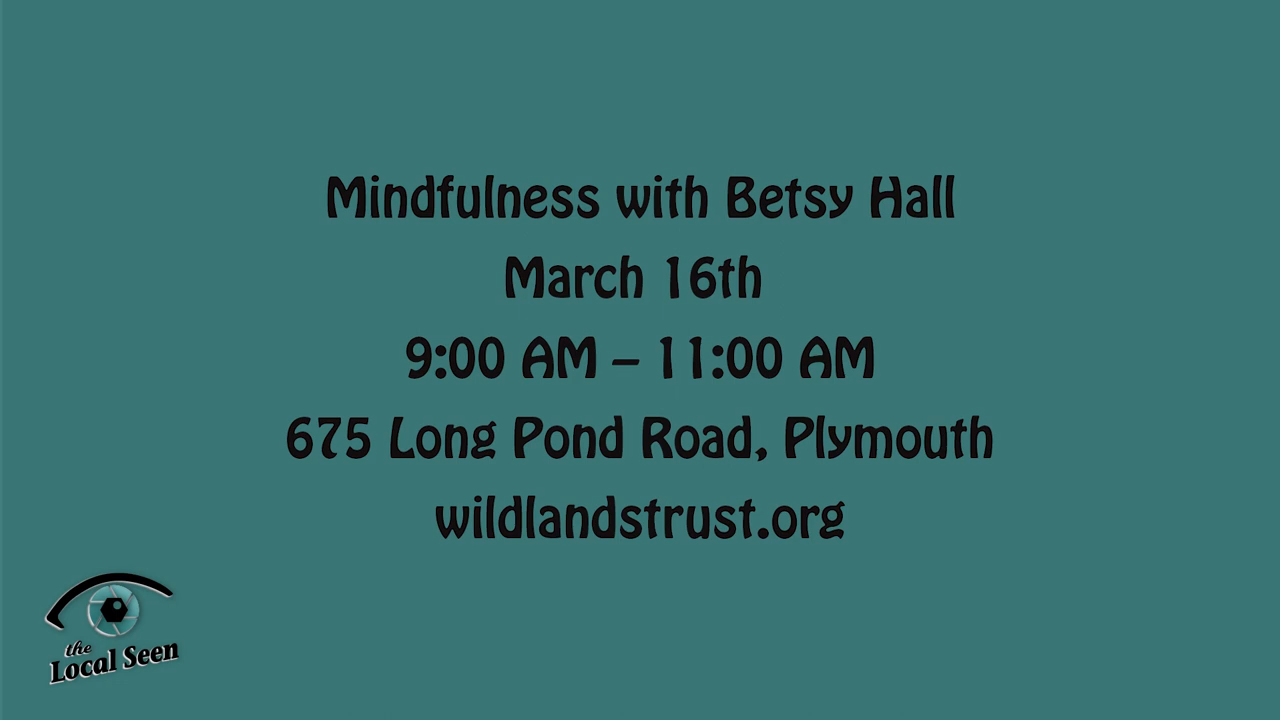 Mindfulness with Betsy Hall
March 16th
9:00 AM – 11:00 AM
675 Long Pond Road, Plymouth
wildlandstrust.org
the
Local Seen